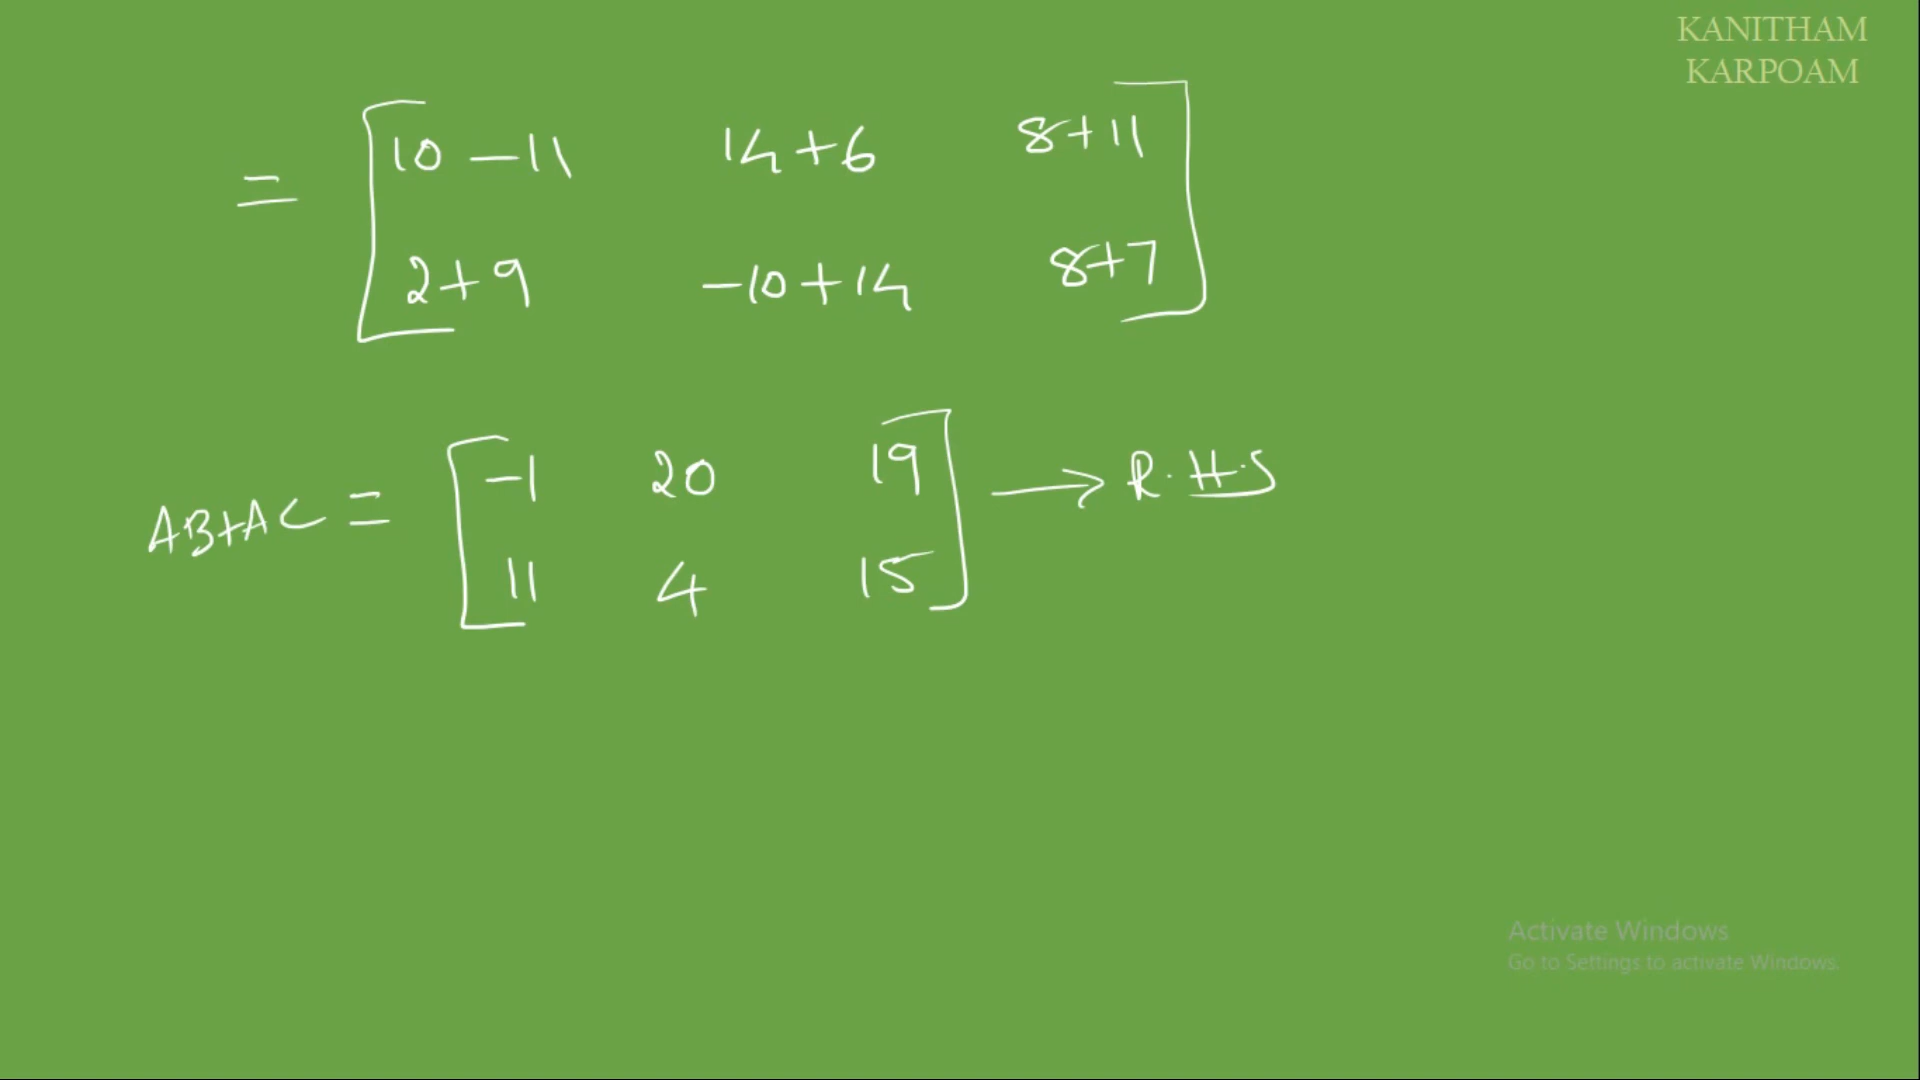 KANITHAM
KARPOAM
= [10 -11 14+6 8+11
2+9 -10+14 8+7]
AB+AC = [-1 20 19
11 4 15] → R.H.S
Activate Windows
Go to Settings to activate Windows.